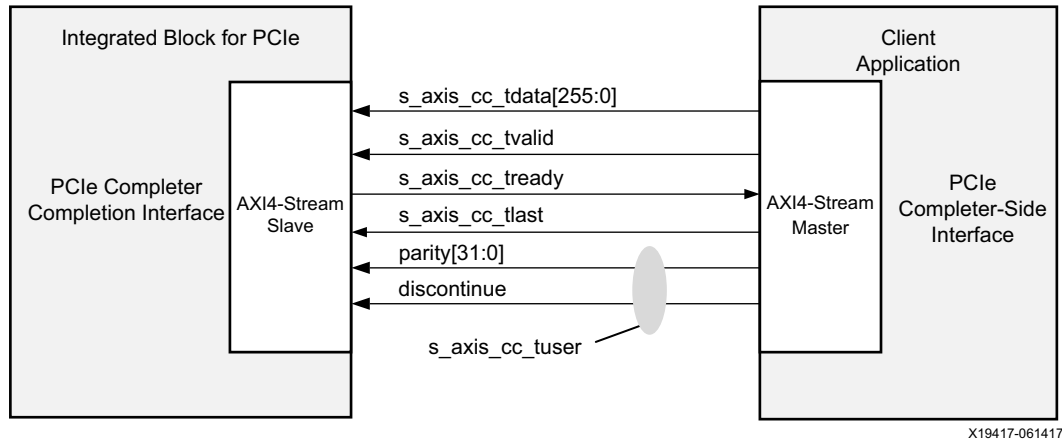 Integrated Block for PCIe
Client
Application
s_axis_cc_tdata[255:0]
s_axis_cc_tvalid
s_axis_cc_tready
s_axis_cc_tlast
parity[31:0]
discontinue
s_axis_cc_tuser
PCIe Completer
Completion Interface
AXI4-Stream
Slave
AXI4-Stream
Master
PCIe
Completer-Side
Interface
X19417-061417